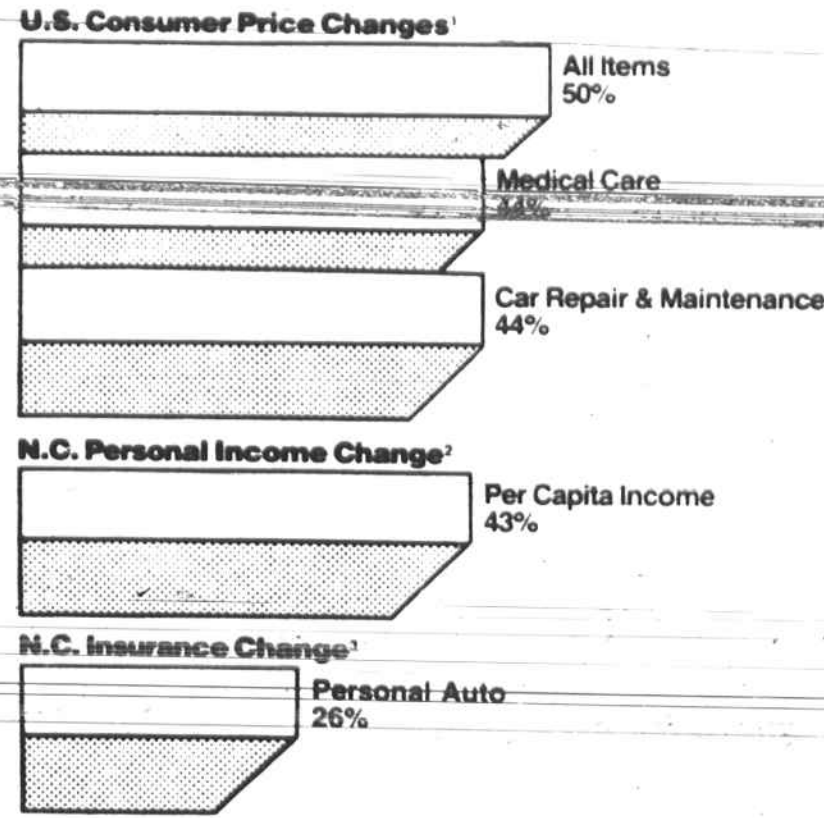 U.S. Consumer Price Changes¹
All Items
50%
Medical Care
44%
Car Repair & Maintenance
44%
N.C. Personal Income Change²
Per Capita Income
43%
N.C. Insurance Change³
Personal Auto
26%